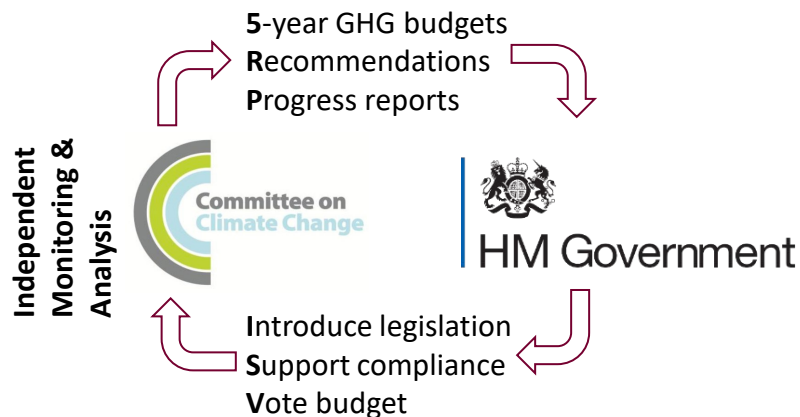 5-year GHG budgets
Recommendations
Progress reports
Independent
Monitoring &
Analysis
Committee on
Climate Change
HM Government
Introduce legislation
Support compliance
Vote budget